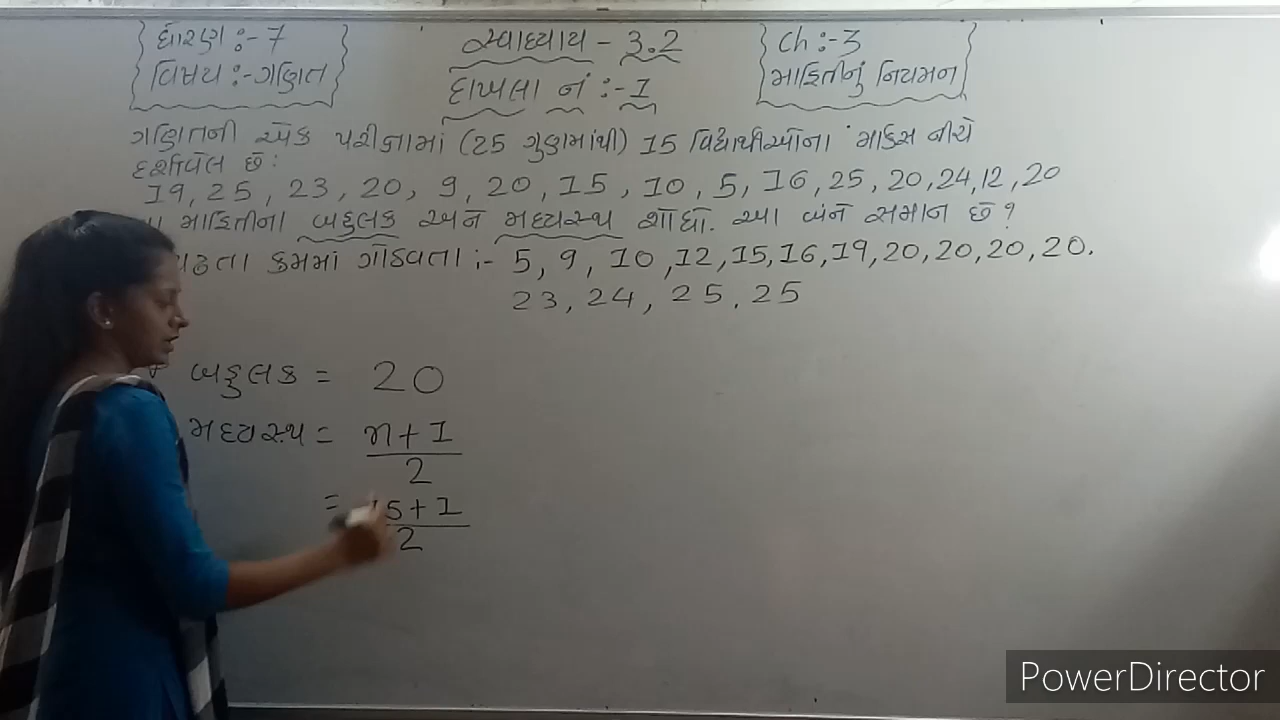 ધોરણ :- 7
વિષય :- ગણિત
સ્વાધ્યાય - 3.2
દાખલા નં :- 1
Ch :- 3
માહિતીનું નિયમન
ગણિતની એક પરીક્ષામાં (25 ગુણમાંથી) 15 વિદ્યાર્થીઓના માર્કસ નીચે
દર્શાવેલ છે :
19, 25, 23, 20, 9, 20, 15, 10, 5, 16, 25, 20, 24, 12, 20
માહિતીના બહુલક અને મધ્યસ્થ શોધો. આ બંને સમાન છે ?
ક્રમમાં ગોઠવતા :- 5, 9, 10, 12, 15, 16, 19, 20, 20, 20, 20.
23, 24, 25, 25
બહુલક = 20
મધ્યસ્થ = n + 1
2
= 15 + 1
2
PowerDirector